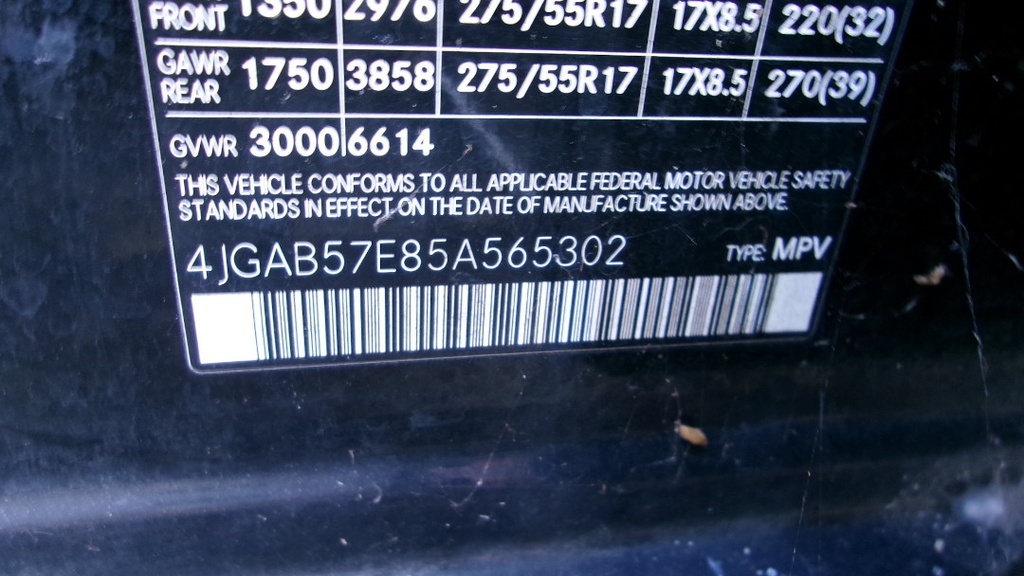 FRONT 1350 2976 275/55R17 17X8.5 220(32)
GAWR REAR 1750 3858 275/55R17 17X8.5 270(39)
GVWR 3000 6614
THIS VEHICLE CONFORMS TO ALL APPLICABLE FEDERAL MOTOR VEHICLE SAFETY
STANDARDS IN EFFECT ON THE DATE OF MANUFACTURE SHOWN ABOVE.
4JGAB57E85A565302 TYPE: MPV